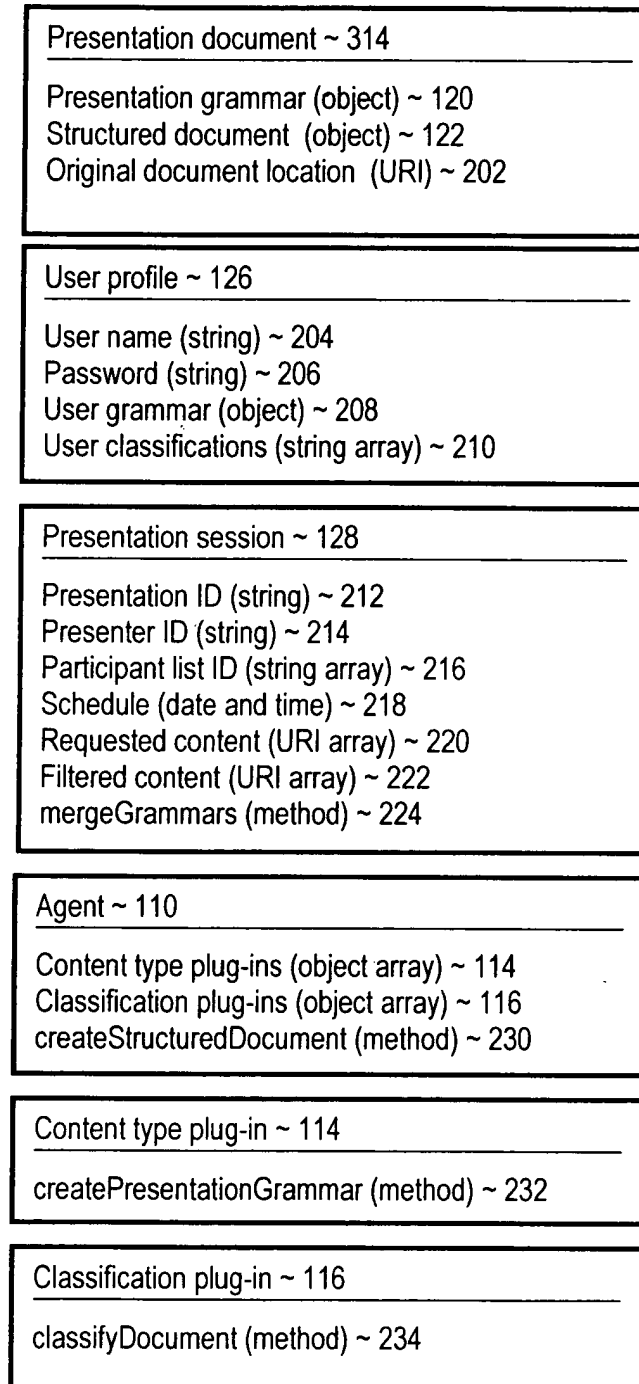 Presentation document ~ 314
Presentation grammar (object) ~ 120
Structured document (object) ~ 122
Original document location (URI) ~ 202
User profile ~ 126
User name (string) ~ 204
Password (string) ~ 206
User grammar (object) ~ 208
User classifications (string array) ~ 210
Presentation session ~ 128
Presentation ID (string) ~ 212
Presenter ID (string) ~ 214
Participant list ID (string array) ~ 216
Schedule (date and time) ~ 218
Requested content (URI array) ~ 220
Filtered content (URI array) ~ 222
mergeGrammars (method) ~ 224
Agent ~ 110
Content type plug-ins (object array) ~ 114
Classification plug-ins (object array) ~ 116
createStructuredDocument (method) ~ 230
Content type plug-in ~ 114
createPresentationGrammar (method) ~ 232
Classification plug-in ~ 116
classifyDocument (method) ~ 234